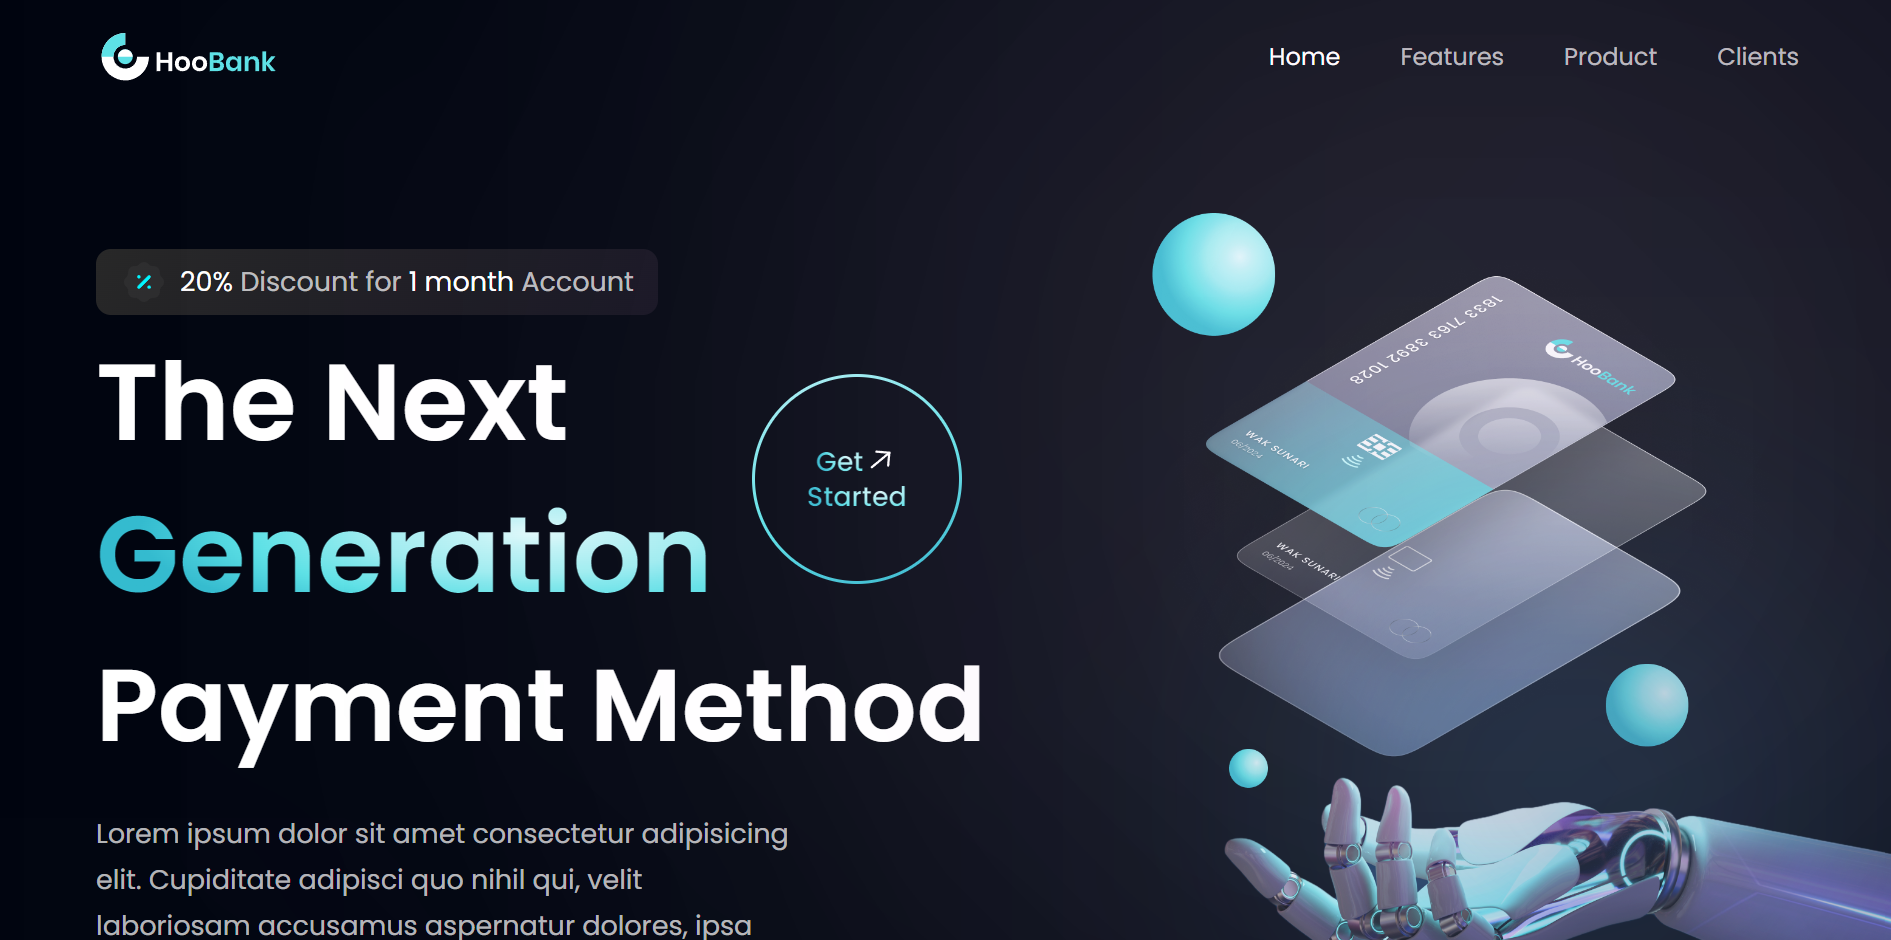 HooBank
Home Features Product Clients
20% Discount for 1 month Account
The Next
Generation
Payment Method
Get
Started
Lorem ipsum dolor sit amet consectetur adipisicing
elit. Cupiditate adipisci quo nihil qui, velit
laboriosam accusamus aspernatur dolores, ipsa
1833 7163 3892 1028
HooBank
WAK SUNARI
06/2024
WAK SUNARI
06/2024